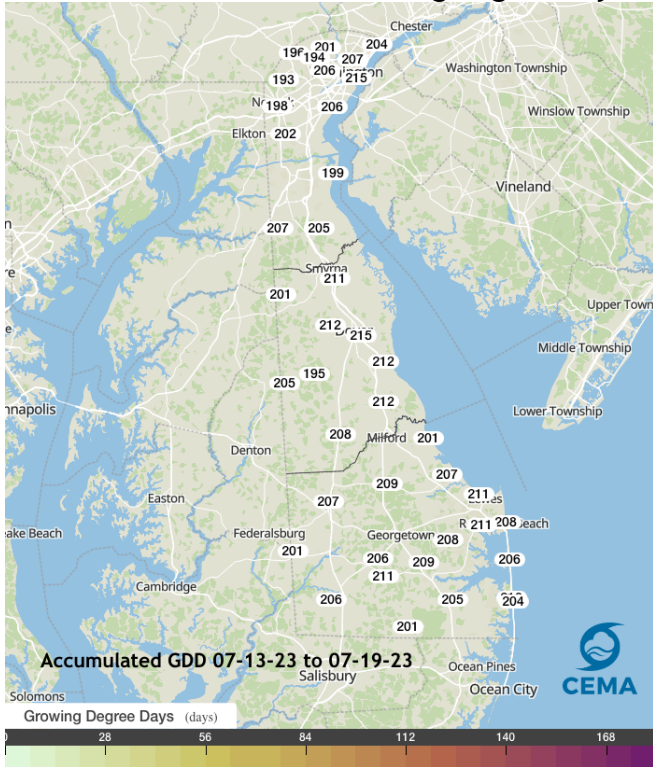 Chester
204
201
196
194
207
206
ington
215
Washington Township
193
198
206
Winslow Township
Elkton
202
199
Vineland
207
205
Smyrna
211
201
Upper Town
212
215
Middle Township
212
195
205
nnapolis
212
Lower Township
208
Milford
201
Denton
207
209
211
Easton
207
211
208
each
eake Beach
Federalsburg
Georgetown
208
201
206
209
206
211
Cambridge
206
205
204
201
Accumulated GDD 07-13-23 to 07-19-23
Ocean Pines
Salisbury
CEMA
Ocean City
Solomons
Growing Degree Days (days)
0 28 56 84 112 140 168